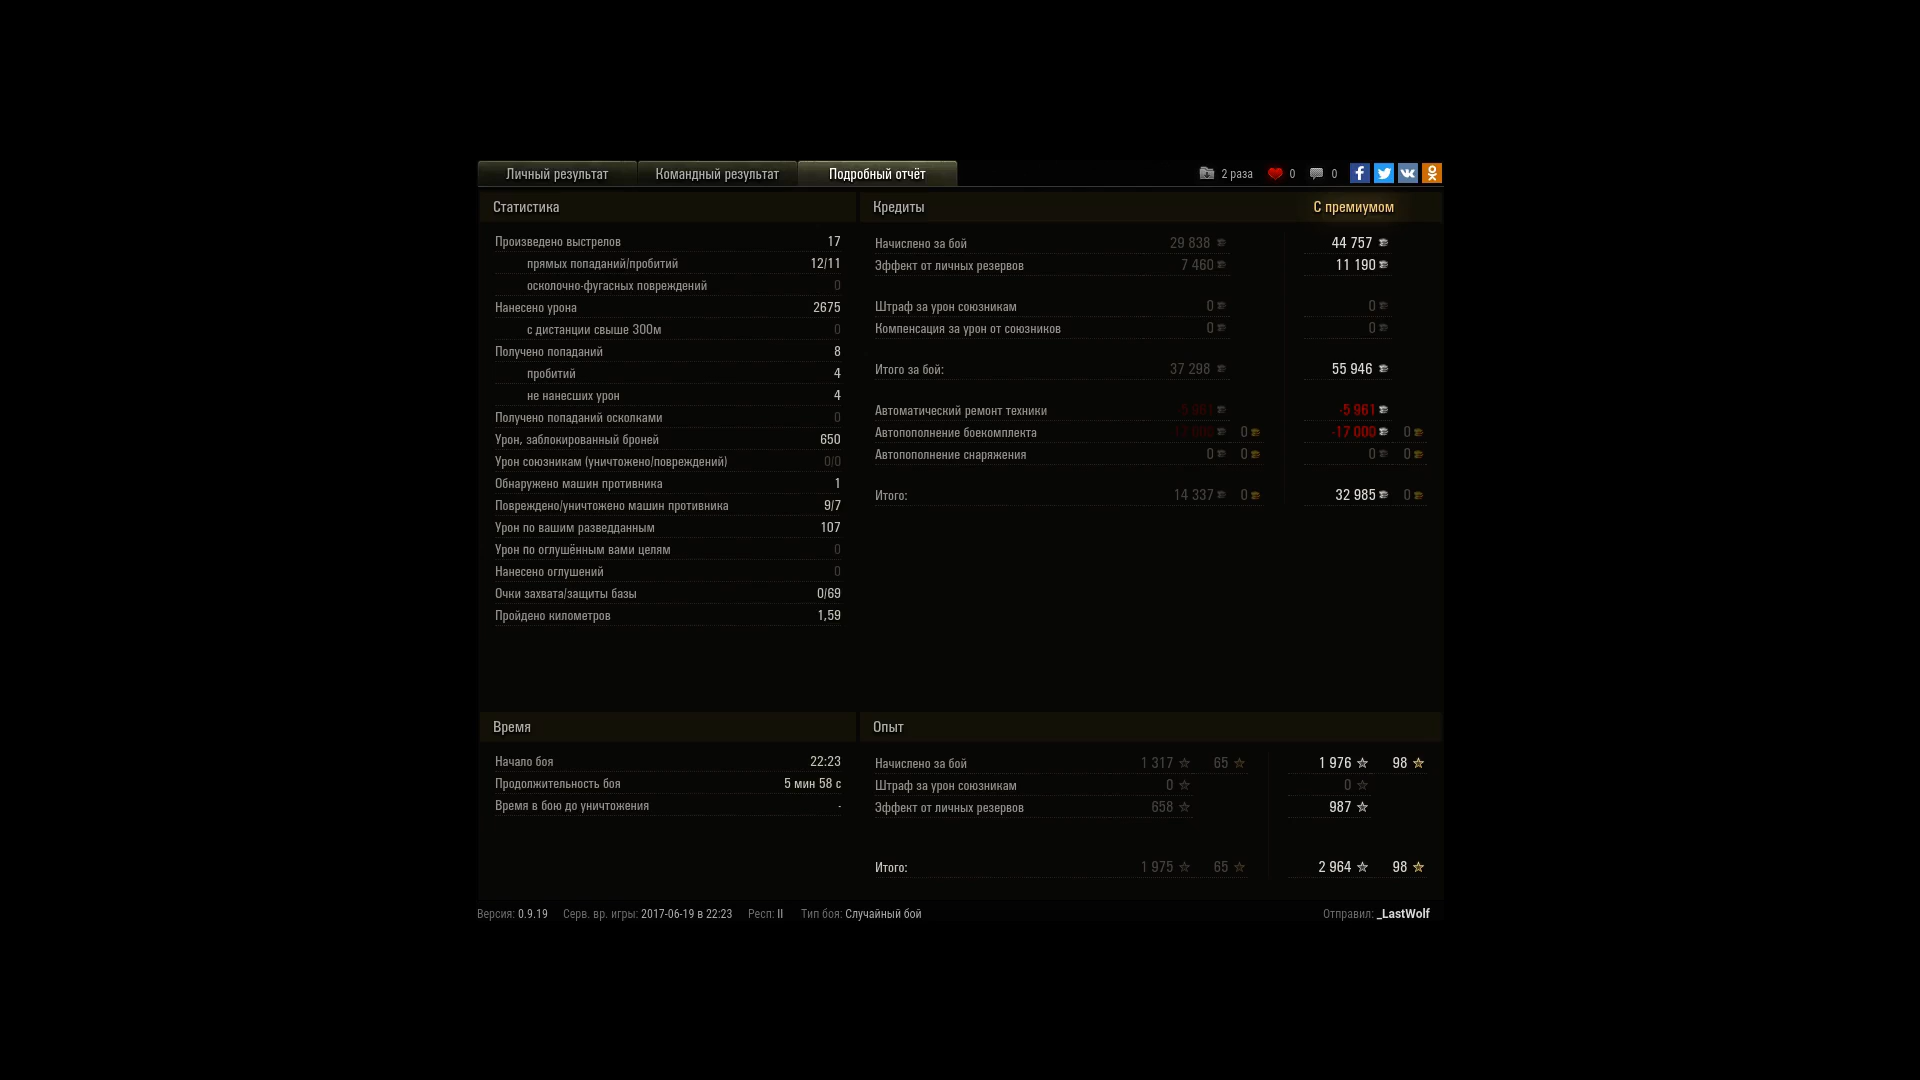 Личный результат Командный результат Подробный отчёт 2 раза 0 0
Статистика
Произведено выстрелов 17
прямых попаданий/пробитий 12/11
осколочно-фугасных повреждений 0
Нанесено урона 2675
с дистанции свыше 300м 0
Получено попаданий 8
пробитий 4
не нанесших урон 4
Получено попаданий осколками 0
Урон, заблокированный броней 650
Урон союзникам (уничтожено/повреждений) 0/0
Обнаружено машин противника 1
Повреждено/уничтожено машин противника 9/7
Урон по вашим разведданным 107
Урон по оглушённым вами целям 0
Нанесено оглушений 0
Очки захвата/защиты базы 0/69
Пройдено километров 1,59
Кредиты С премиумом
Начислено за бой 29 838 44 757
Эффект от личных резервов 7 460 11 190
Штраф за урон союзникам 0 0
Компенсация за урон от союзников 0 0
Итого за бой: 37 298 55 946
Автоматический ремонт техники -5 961 -5 961
Автопополнение боекомплекта -17 000 0 -17 000 0
Автопополнение снаряжения 0 0 0 0
Итого: 14 337 0 32 985 0
Время
Начало боя 22:23
Продолжительность боя 5 мин 58 с
Время в бою до уничтожения -
Опыт
Начислено за бой 1 317 65 1 976 98
Штраф за урон союзникам 0 0
Эффект от личных резервов 658 987
Итого: 1 975 65 2 964 98
Версия: 0.9.19 Серв. вр. игры: 2017-06-19 в 22:23 Респ: II Тип боя: Случайный бой Отправил: _LastWolf